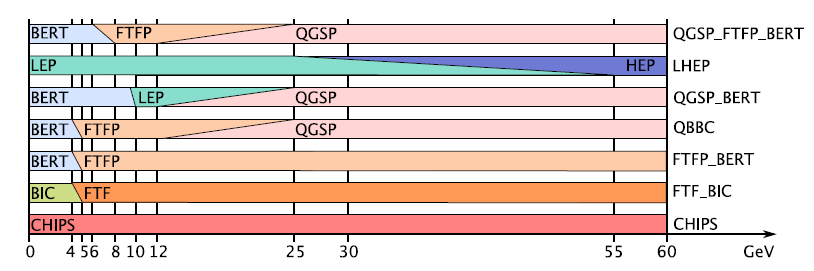 BERT FTFP QGSP QGSP_FTFP_BERT
LEP HEP LHEP
BERT LEP QGSP QGSP_BERT
BERT FTFP QGSP QBBC
BERT FTFP FTFP_BERT
BIC FTF FTF_BIC
CHIPS CHIPS
0 4 5 6 8 10 12 25 30 55 60 GeV